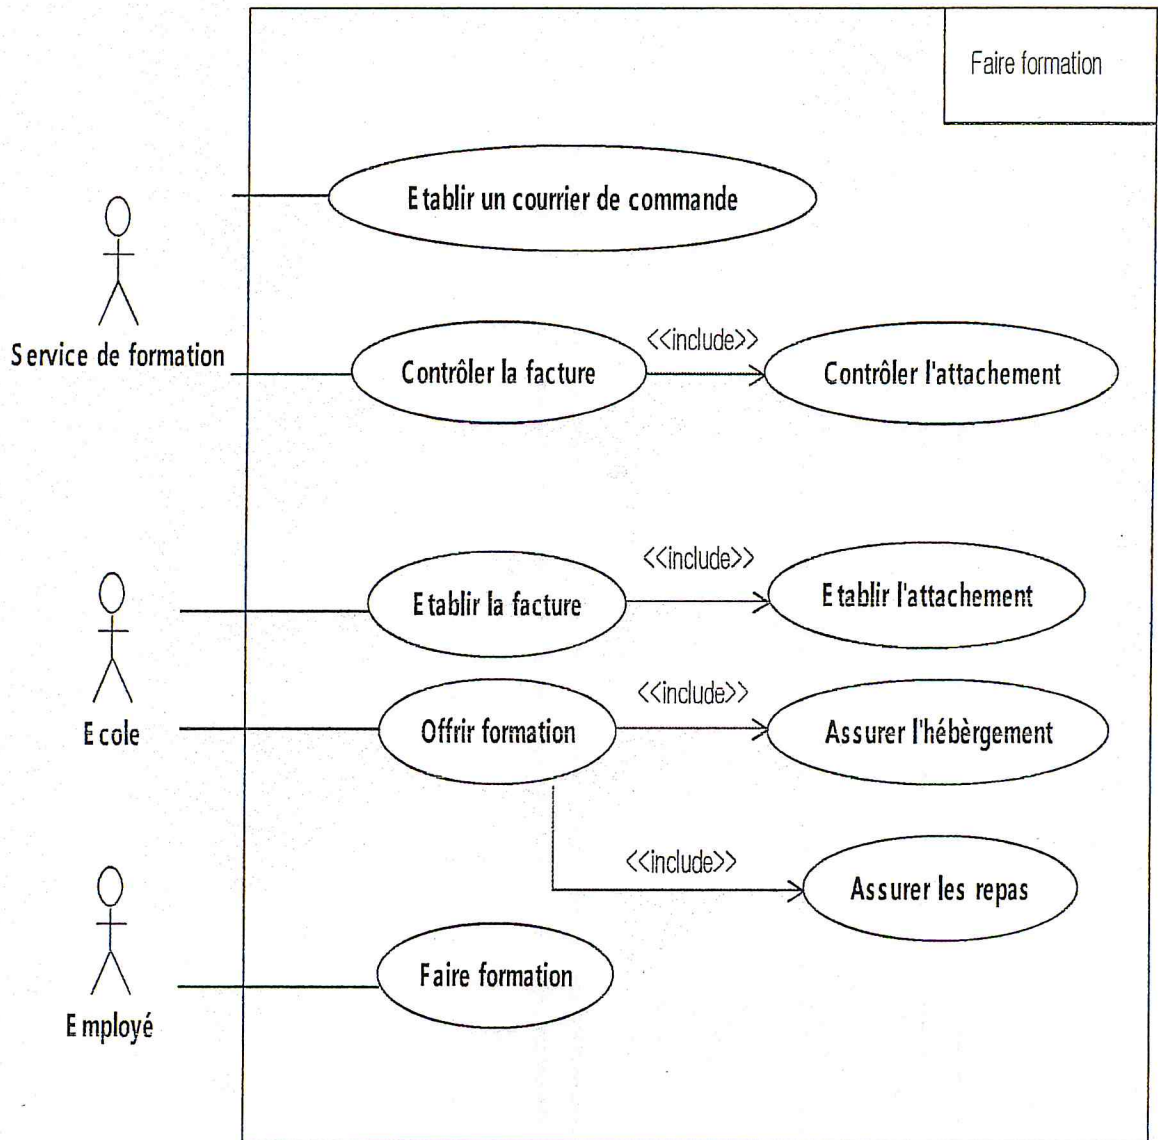 Faire formation
Etablir un courrier de commande
Service de formation
<<include>>
Contrôler la facture
Contrôler l'attachement
<<include>>
Etablir la facture
Etablir l'attachement
<<include>>
Ecole
Offrir formation
Assurer l'hébèrgement
<<include>>
Assurer les repas
Faire formation
Employé